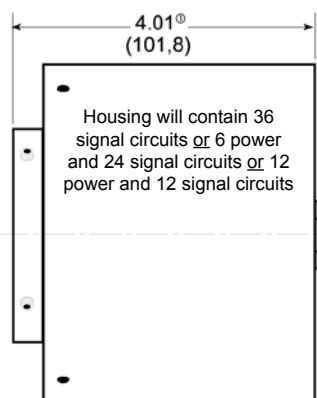 4.01①
(101,8)
Housing will contain 36
signal circuits or 6 power
and 24 signal circuits or 12
power and 12 signal circuits